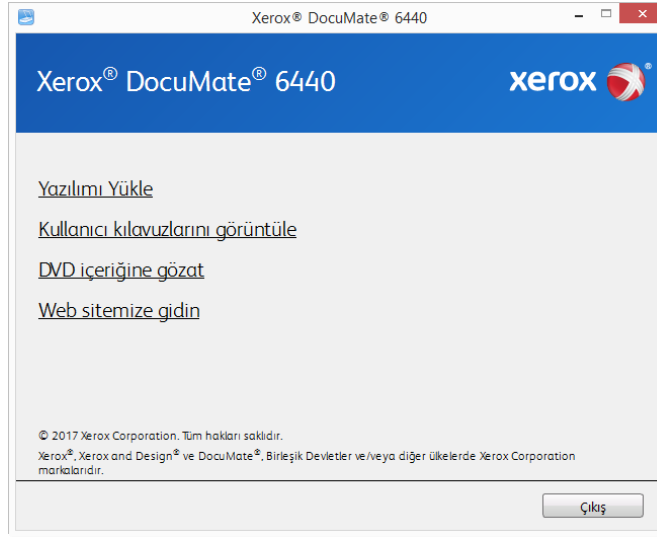 Xerox® DocuMate® 6440
Xerox® DocuMate® 6440
xerox ®
Yazılımı Yükle
Kullanıcı kılavuzlarını görüntüle
DVD içeriğine gözat
Web sitemize gidin
© 2017 Xerox Corporation. Tüm hakları saklıdır.
Xerox®, Xerox and Design® ve DocuMate®, Birleşik Devletler ve/veya diğer ülkelerde Xerox Corporation
markalarıdır.
Çıkış